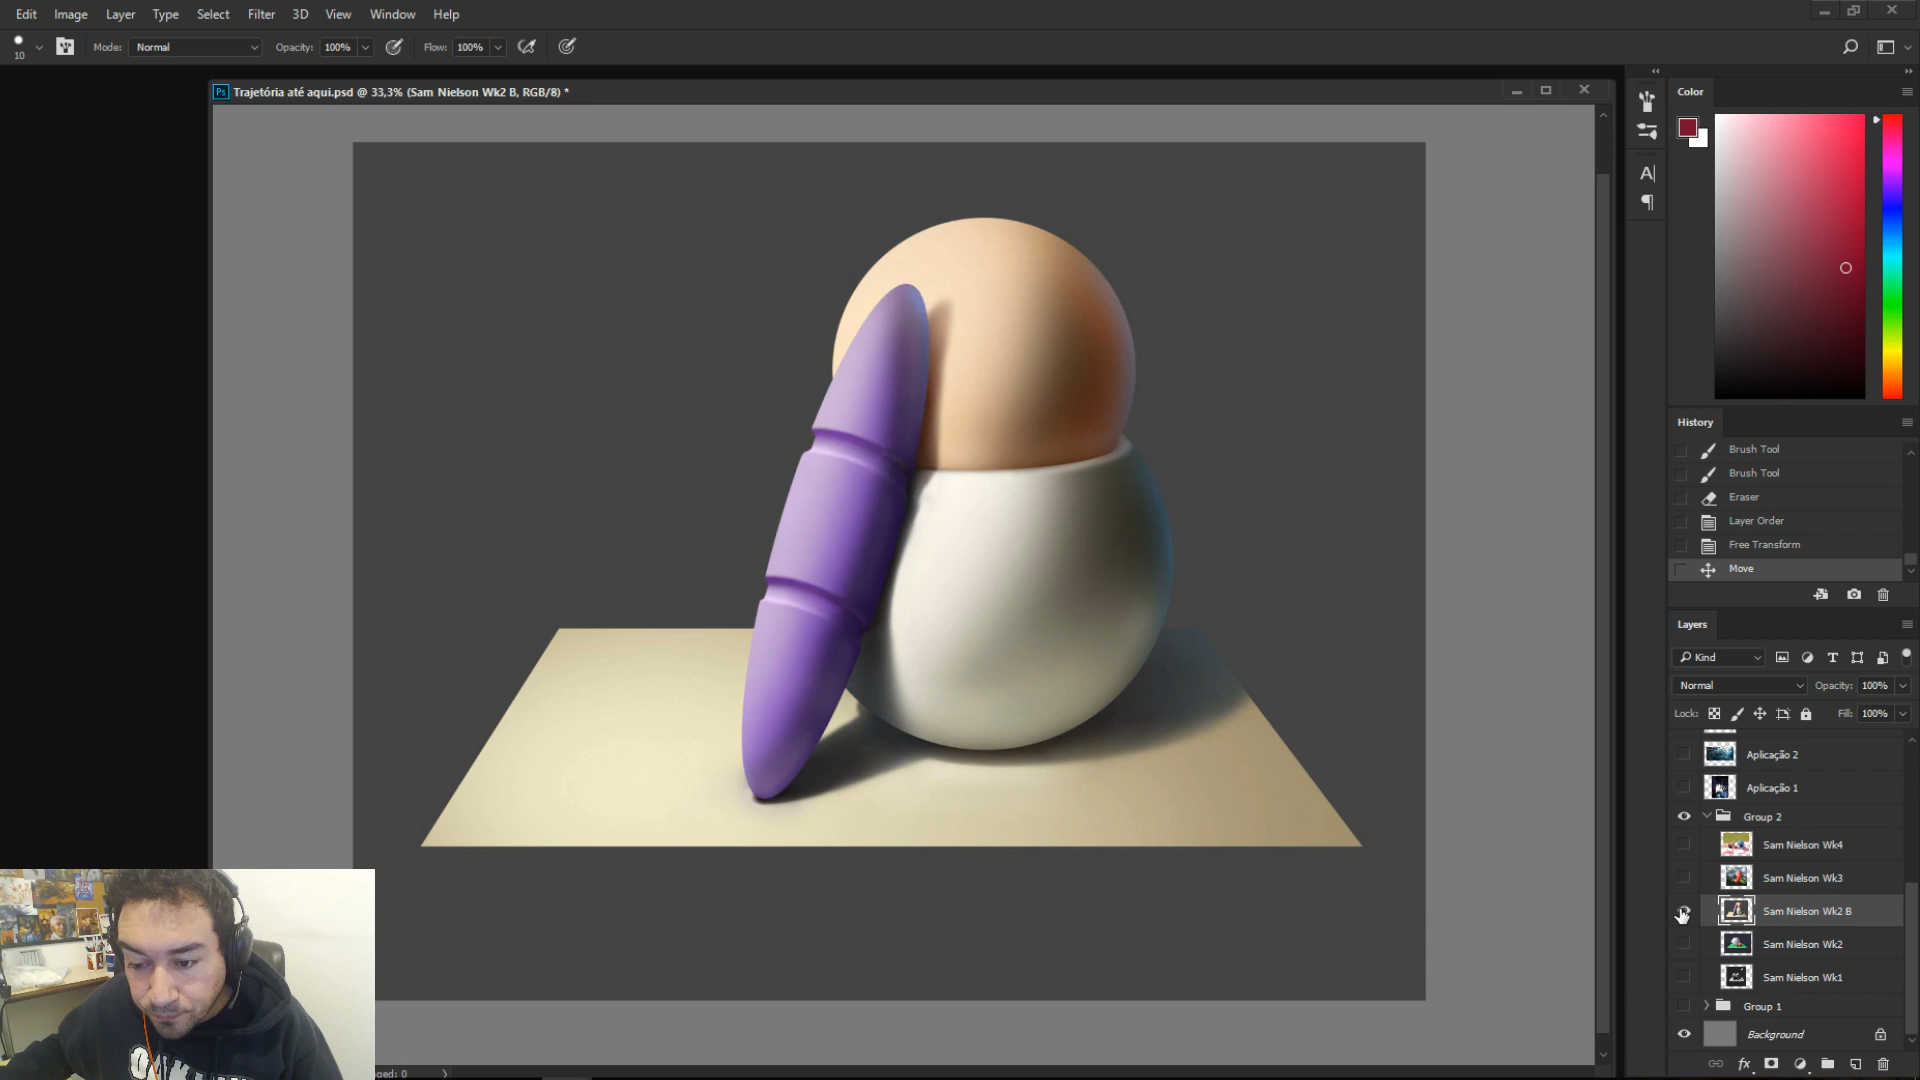 Edit Image Layer Type Select Filter 3D View Window Help
10 Mode: Normal Opacity: 100% Flow: 100%
Ps Trajetória até aqui.psd @ 33,3% (Sam Nielson Wk2 B, RGB/8) *
Color
History
Brush Tool
Brush Tool
Eraser
Layer Order
Free Transform
Move
Layers
Kind
Normal Opacity: 100%
Lock: Fill: 100%
Aplicação 2
Aplicação 1
Group 2
Sam Nielson Wk4
Sam Nielson Wk3
Sam Nielson Wk2 B
Sam Nielson Wk2
Sam Nielson Wk1
Group 1
Background
fx